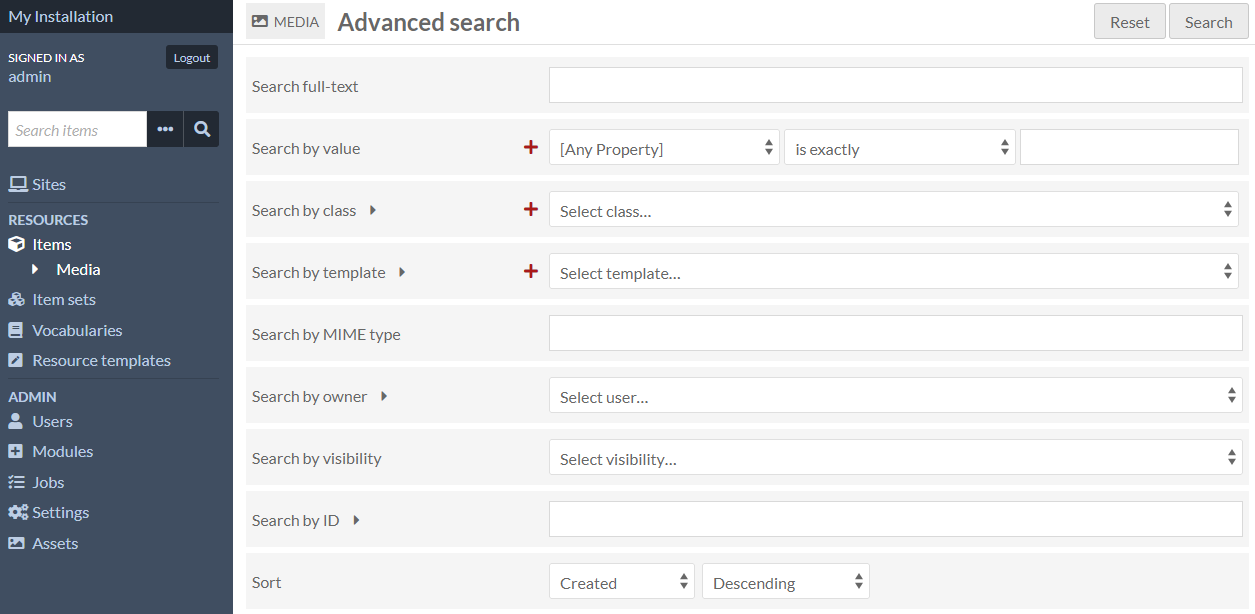 My Installation
SIGNED IN AS
Logout
admin
Search items
Sites
RESOURCES
Items
Media
Item sets
Vocabularies
Resource templates
ADMIN
Users
Modules
Jobs
Settings
Assets
MEDIA Advanced search Reset Search
Search full-text
Search by value [Any Property] is exactly
Search by class Select class...
Search by template Select template...
Search by MIME type
Search by owner Select user...
Search by visibility Select visibility...
Search by ID
Sort Created Descending